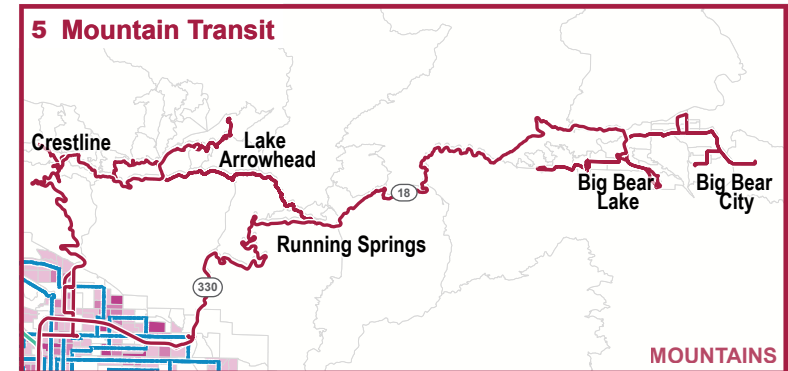 5 Mountain Transit
Crestline
Lake
Arrowhead
18
Big Bear
Lake
Big Bear
City
Running Springs
330
MOUNTAINS